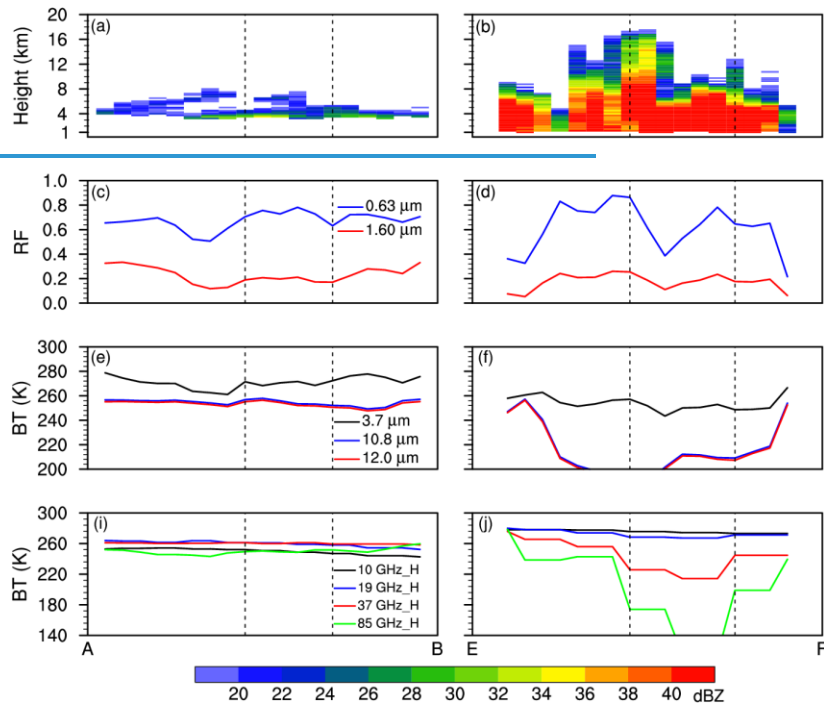 20
16
12
8
4
1
Height (km)
(a)
(b)
1.0
0.8
0.6
0.4
0.2
0.0
RF
(c)
0.63 μm
1.60 μm
(d)
300
280
260
240
220
200
BT (K)
(e)
3.7 μm
10.8 μm
12.0 μm
(f)
300
260
220
180
140
BT (K)
(i)
10 GHz_H
19 GHz_H
37 GHz_H
85 GHz_H
(j)
A B E F
20 22 24 26 28 30 32 34 36 38 40 dBZ